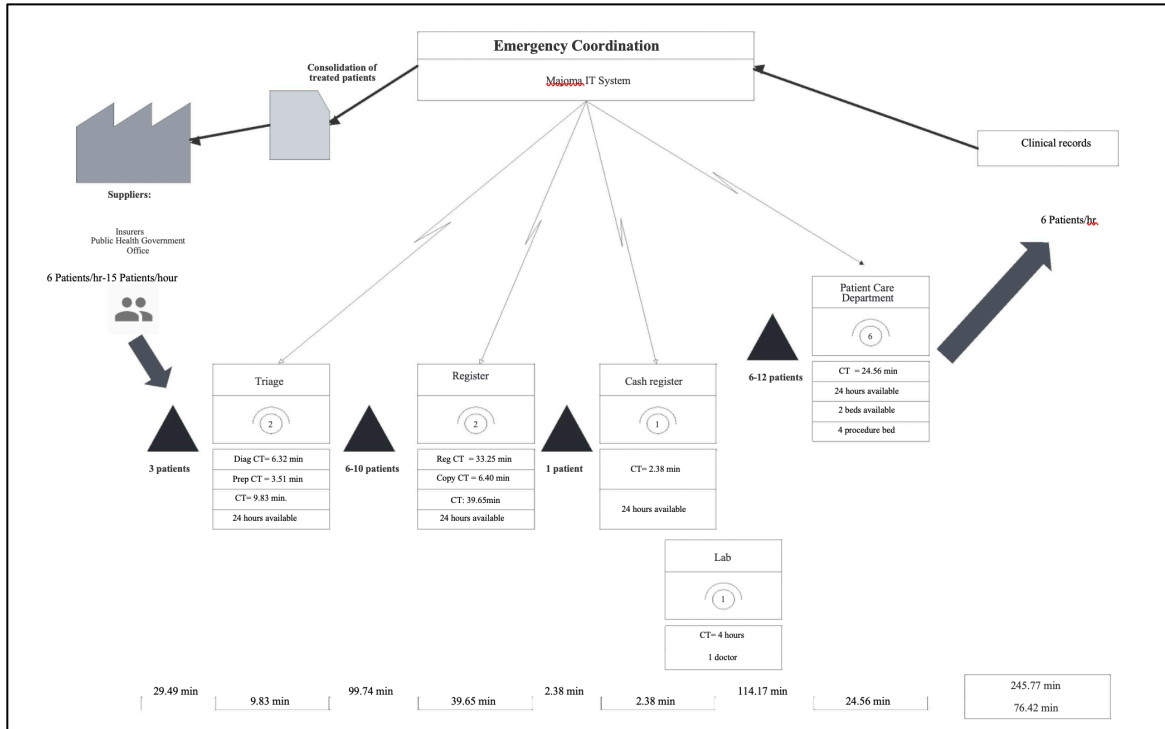 Emergency Coordination
Majoma IT System
Consolidation of
treated patients
Clinical records
Suppliers:
Insurers
Public Health Government
Office
6 Patients/hr-15 Patients/hour
6 Patients/hr
Patient Care
Department
6
CT = 24.56 min
24 hours available
2 beds available
4 procedure bed
6-12 patients
Triage
2
Diag CT= 6.32 min
Prep CT = 3.51 min
CT= 9.83 min.
24 hours available
3 patients
Register
2
Reg CT = 33.25 min
Copy CT = 6.40 min
CT: 39.65min
24 hours available
6-10 patients
Cash register
1
CT= 2.38 min
24 hours available
1 patient
Lab
1
CT= 4 hours
1 doctor
29.49 min
9.83 min
99.74 min
39.65 min
2.38 min
2.38 min
114.17 min
24.56 min
245.77 min
76.42 min